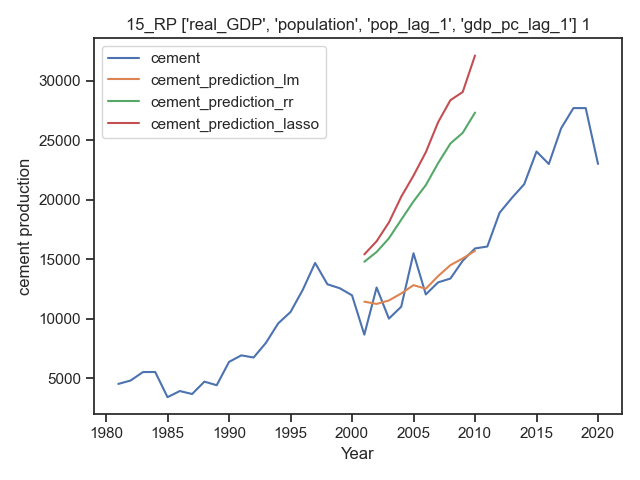 15_RP ['real_GDP', 'population', 'pop_lag_1', 'gdp_pc_lag_1'] 1
cement
cement_prediction_lm
cement_prediction_rr
cement_prediction_lasso
cement production
30000
25000
20000
15000
10000
5000
1980 1985 1990 1995 2000 2005 2010 2015 2020
Year